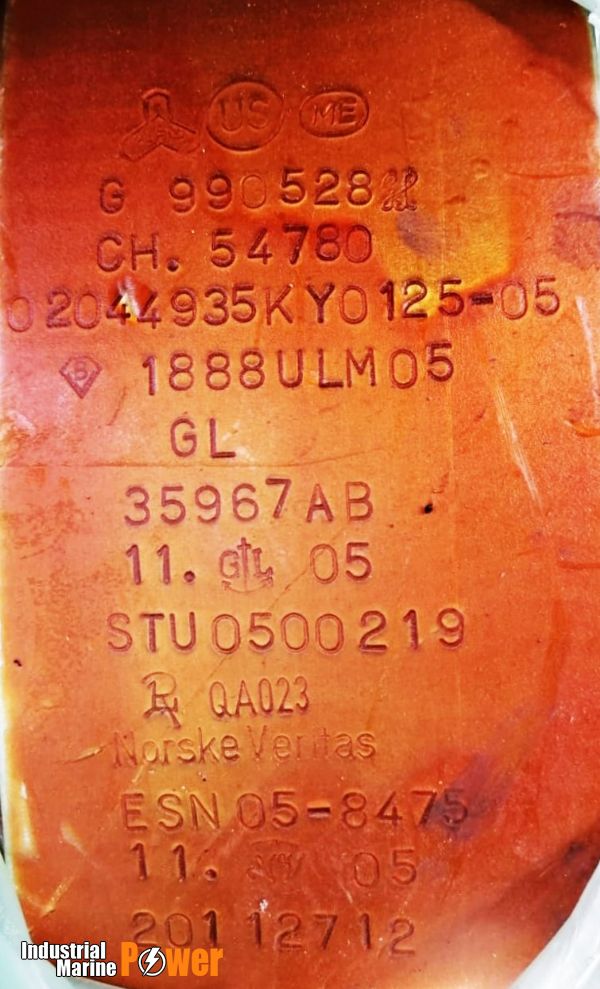 US ME
G 990528
CH. 54780
02044935KY0125-05
B 1888ULM05
GL
35967AB
11. GL 05
STU0500219
QA023
Norske Veritas
ESN 05-8475
11. 05
20112712
Industrial
Marine Power